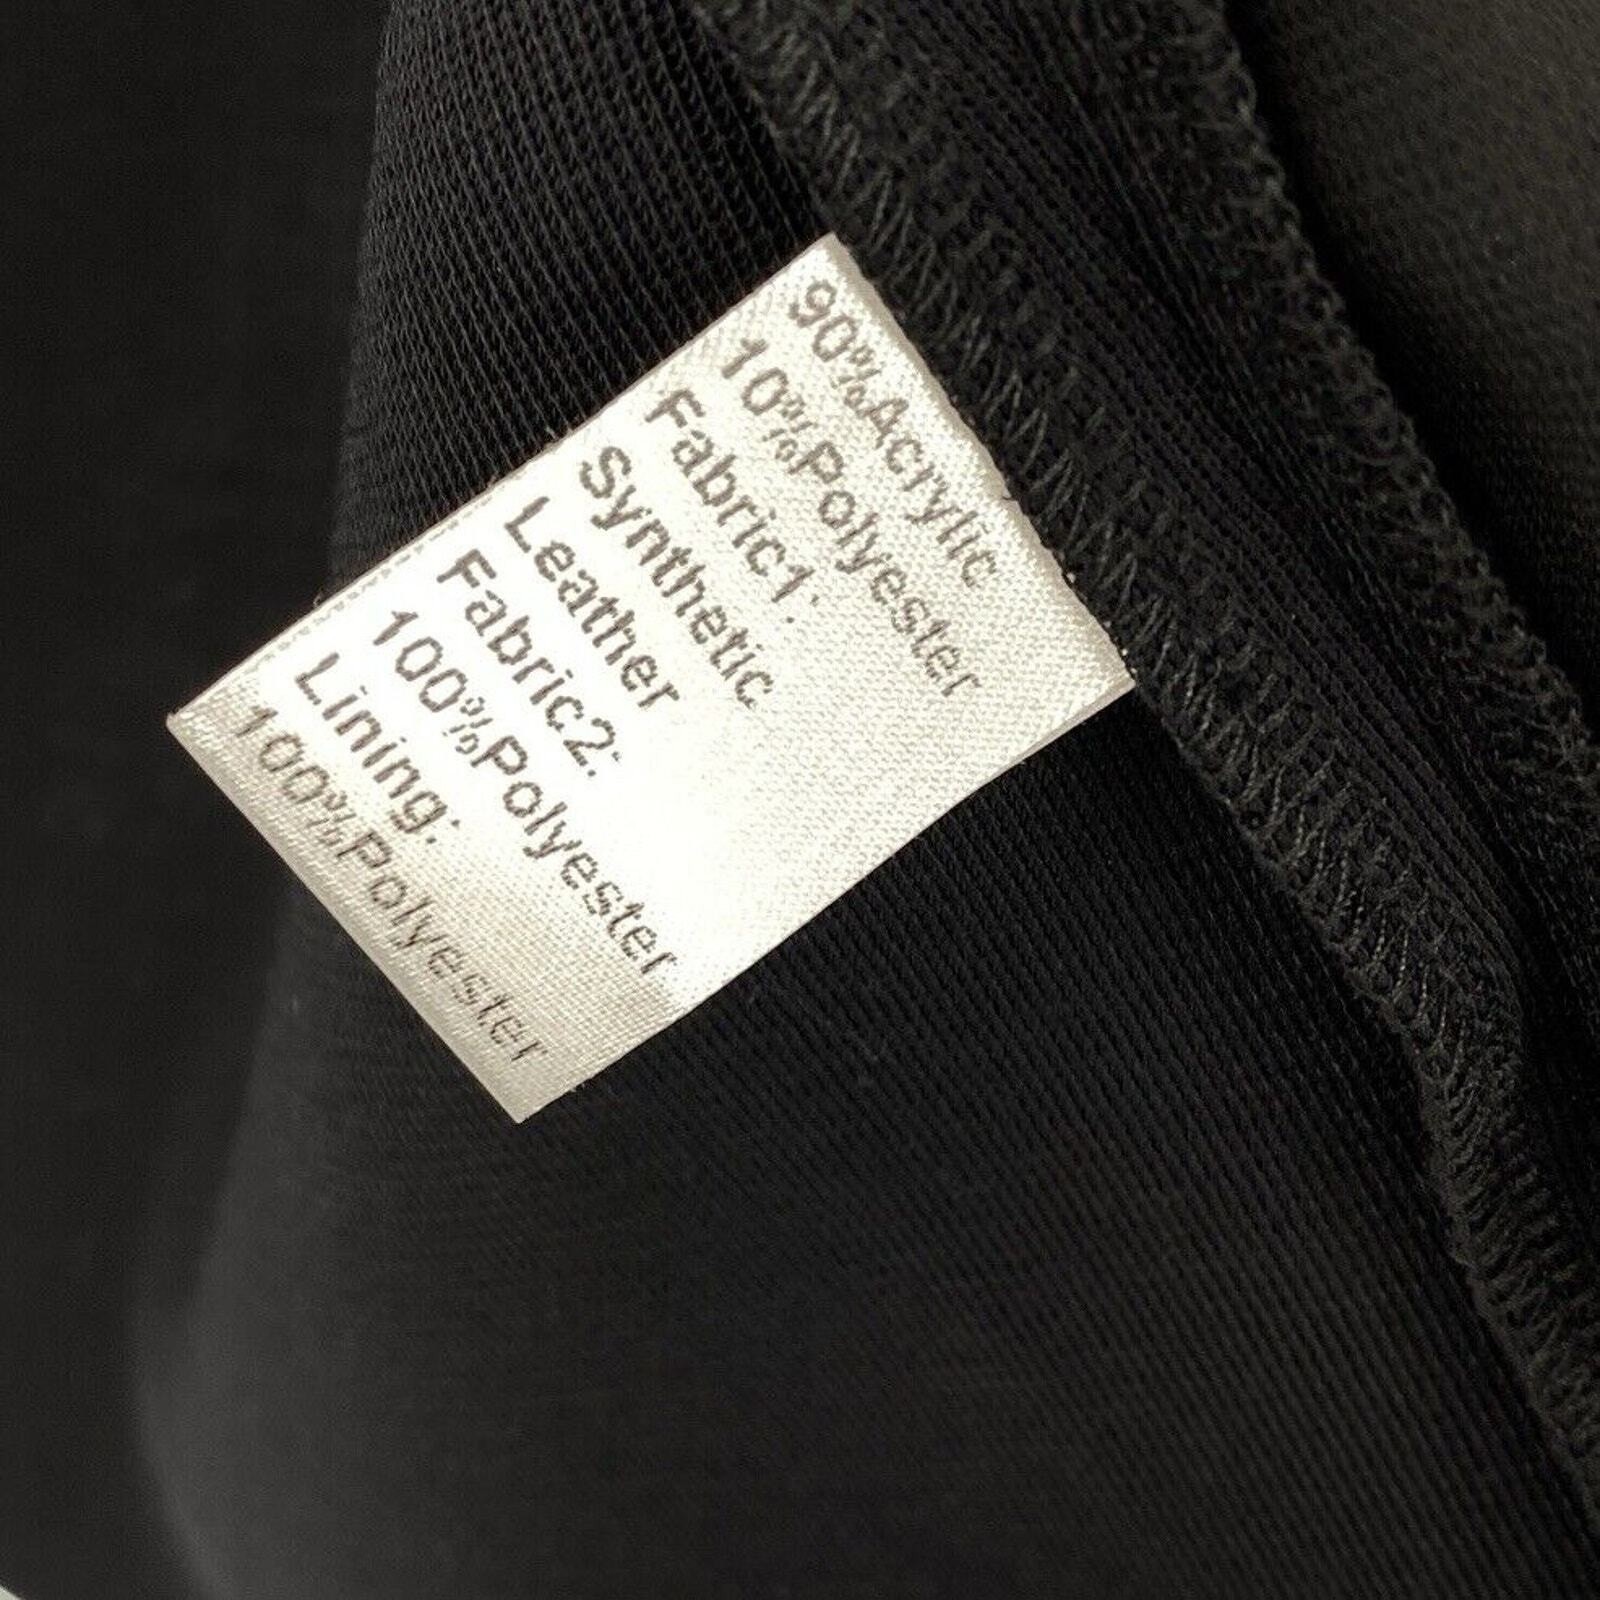 90%Acrylic
10%Polyester
Fabric1:
Synthetic
Leather
Fabric2:
100%Polyester
Lining:
100%Polyester